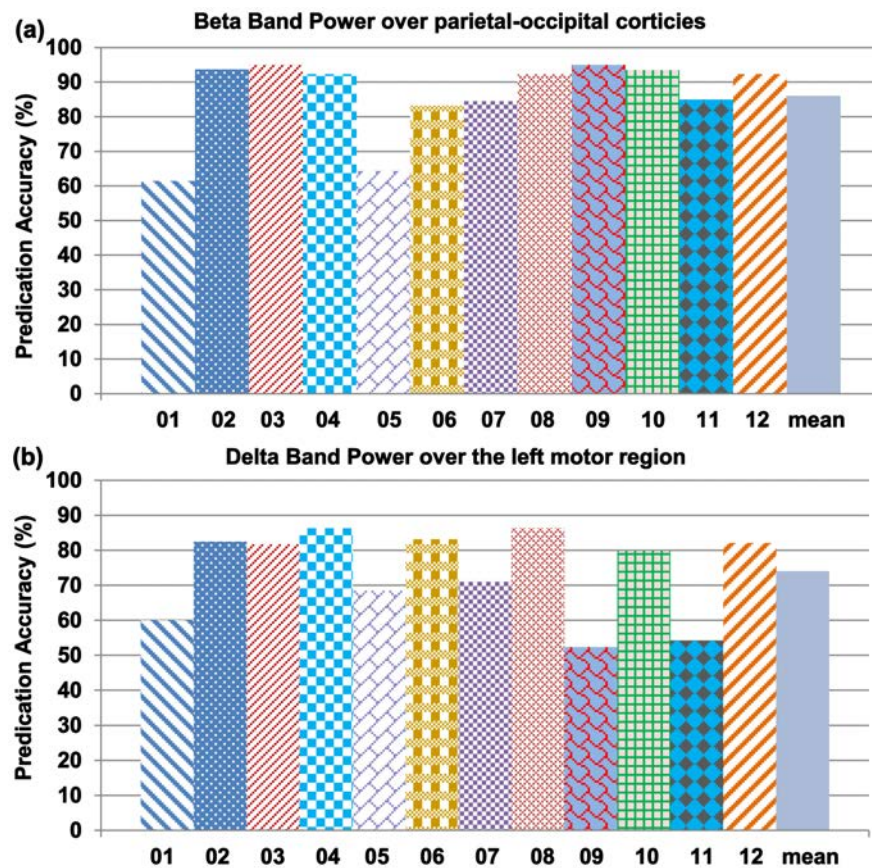 (a)
Beta Band Power over parietal-occipital corticies
Predication Accuracy (%)
100
90
80
70
60
50
40
30
20
10
0
01 02 03 04 05 06 07 08 09 10 11 12 mean
(b)
Delta Band Power over the left motor region
Predication Accuracy (%)
100
90
80
70
60
50
40
30
20
10
0
01 02 03 04 05 06 07 08 09 10 11 12 mean